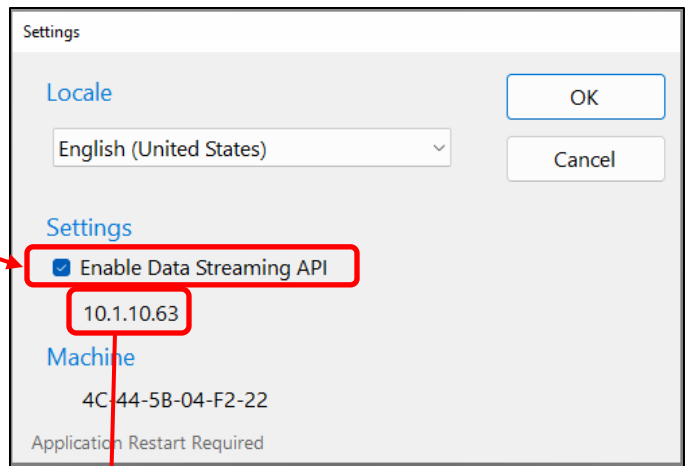 Settings
Locale
OK
English (United States)
Cancel
Settings
Enable Data Streaming API
10.1.10.63
Machine
4C-44-5B-04-F2-22
Application Restart Required